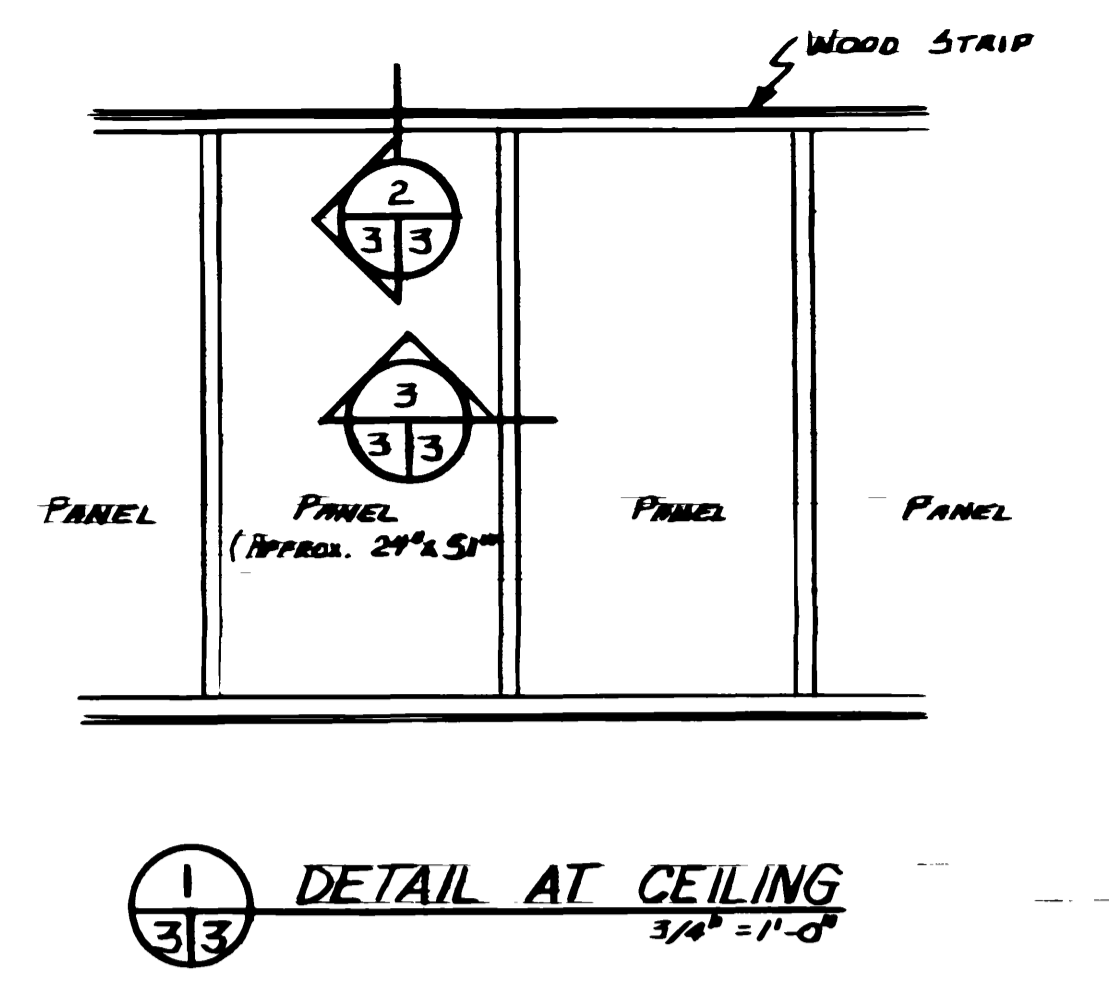 WOOD STRIP
2
3 3
3
3 3
PANEL
PANEL
(APPROX. 24" x 51"
PANEL
PANEL
1
3 3
DETAIL AT CEILING
3/4" = 1'-0"